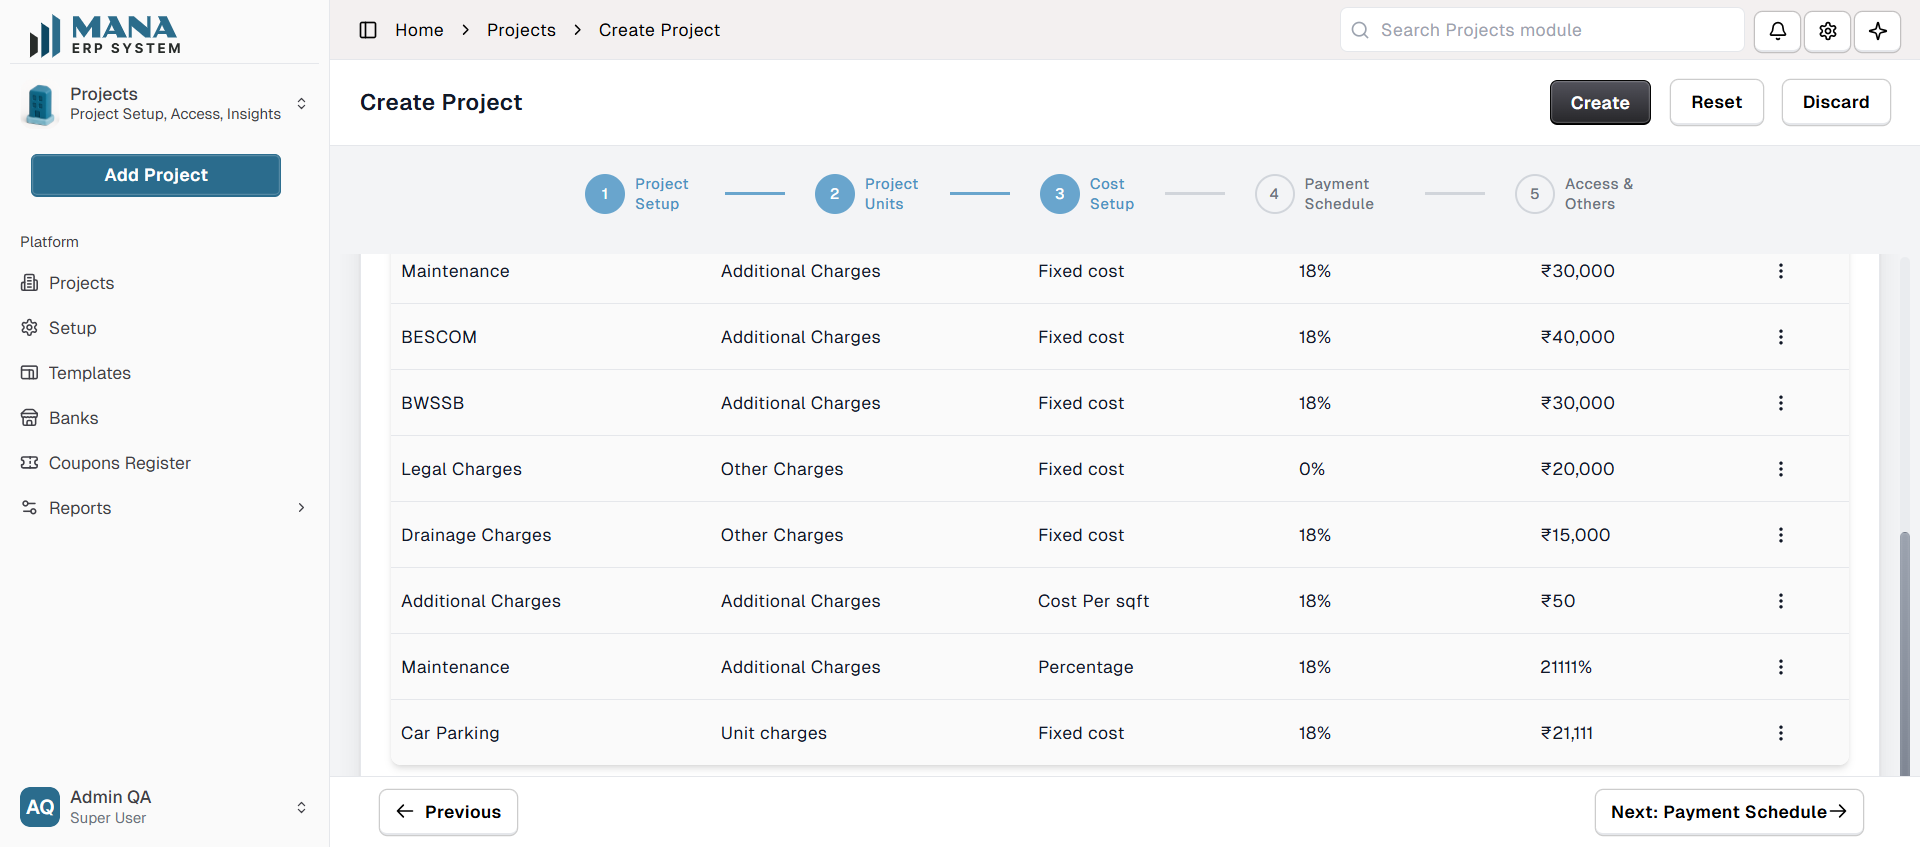 MANA
ERP SYSTEM
Projects
Project Setup, Access, Insights
Add Project
Platform
Projects
Setup
Templates
Banks
Coupons Register
Reports
AQ
Admin QA
Super User
Home > Projects > Create Project
Search Projects module
Create Project
Create Reset Discard
1 Project Setup
2 Project Units
3 Cost Setup
4 Payment Schedule
5 Access & Others
Maintenance Additional Charges Fixed cost 18% ₹30,000
BESCOM Additional Charges Fixed cost 18% ₹40,000
BWSSB Additional Charges Fixed cost 18% ₹30,000
Legal Charges Other Charges Fixed cost 0% ₹20,000
Drainage Charges Other Charges Fixed cost 18% ₹15,000
Additional Charges Additional Charges Cost Per sqft 18% ₹50
Maintenance Additional Charges Percentage 18% 21111%
Car Parking Unit charges Fixed cost 18% ₹21,111
← Previous
Next: Payment Schedule→